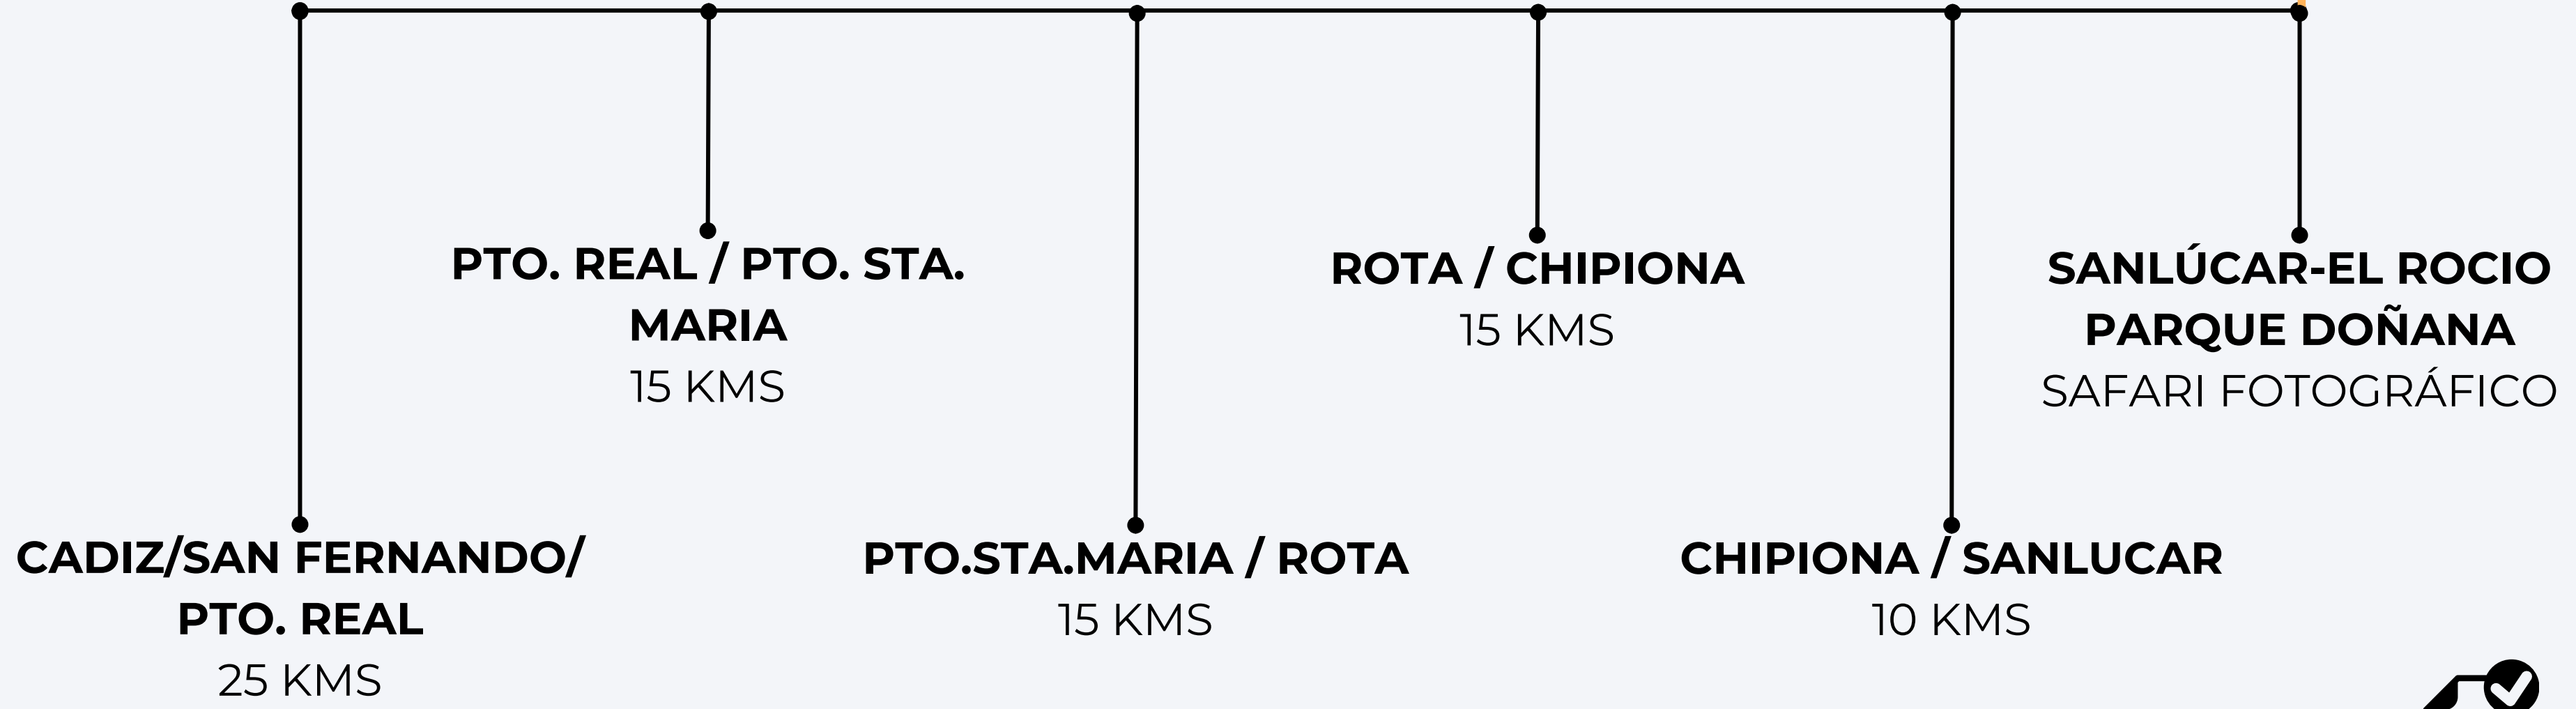 CADIZ/SAN FERNANDO/
PTO. REAL
25 KMS
PTO. REAL / PTO. STA.
MARIA
15 KMS
PTO.STA.MARIA / ROTA
15 KMS
ROTA / CHIPIONA
15 KMS
CHIPIONA / SANLUCAR
10 KMS
SANLÚCAR-EL ROCIO
PARQUE DOÑANA
SAFARI FOTOGRÁFICO